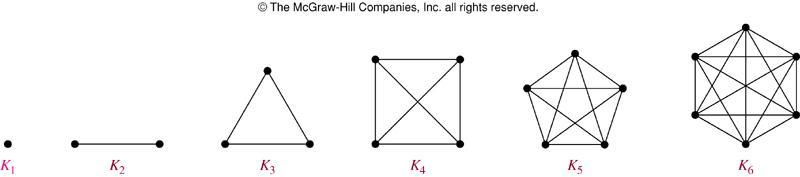 © The McGraw-Hill Companies, Inc. all rights reserved.
K₁ K₂ K₃ K₄ K₅ K₆